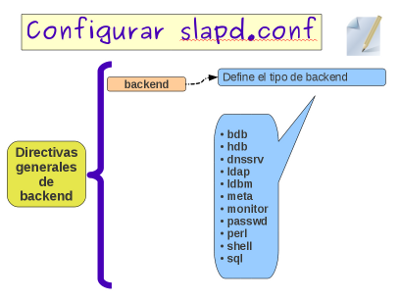 Configurar slapd.conf
backend
Define el tipo de backend
Directivas
generales
de
backend
• bdb
• hdb
• dnssrv
• ldap
• ldbm
• meta
• monitor
• passwd
• perl
• shell
• sql